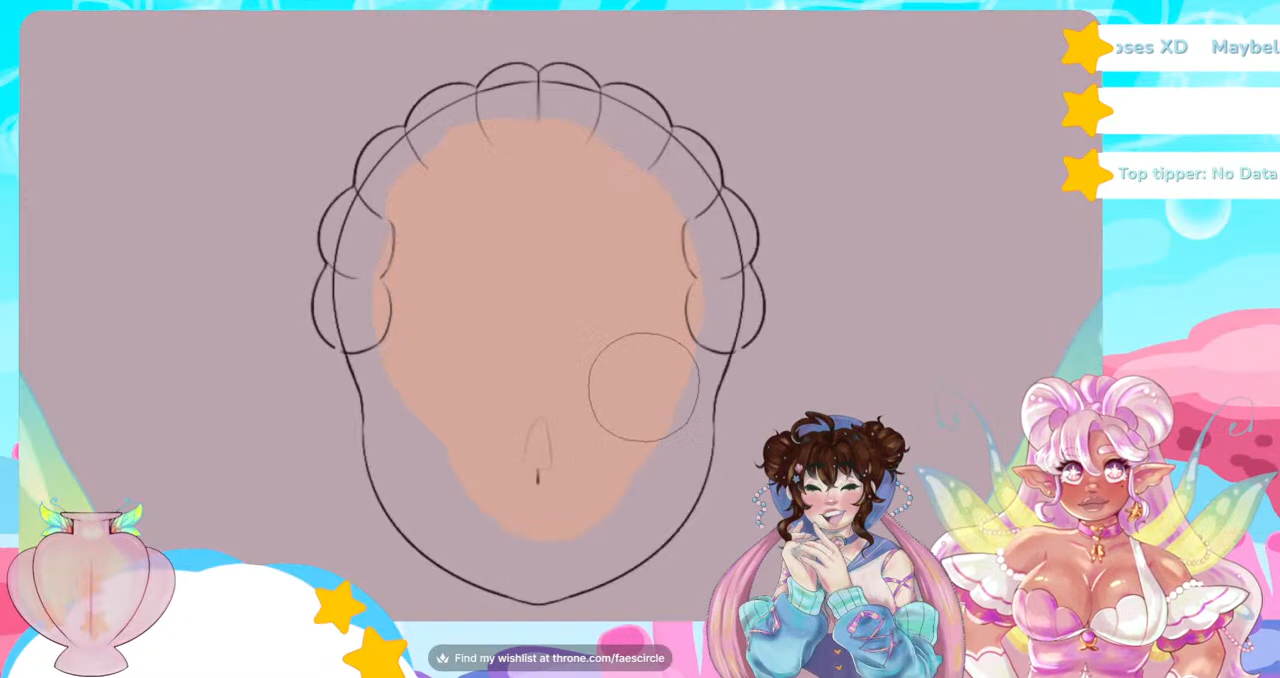 oses XD Maybel
Top tipper: No Data
Find my wishlist at throne.com/faescircle